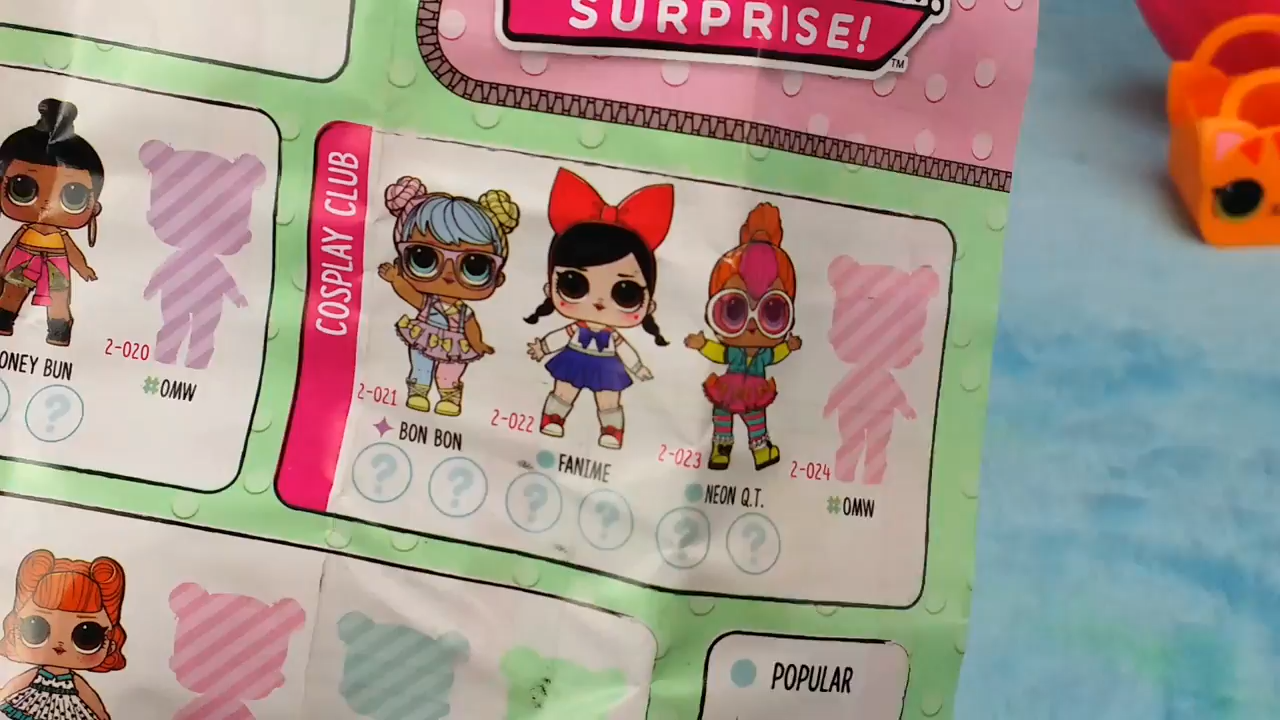 SURPRISE!
TM
COSPLAY CLUB
ONEY BUN
2-020
#OMW
2-021
BON BON
2-022
FANIME
2-023
NEON Q.T.
2-024
#OMW
? ? ? ? ? ? ?
POPULAR